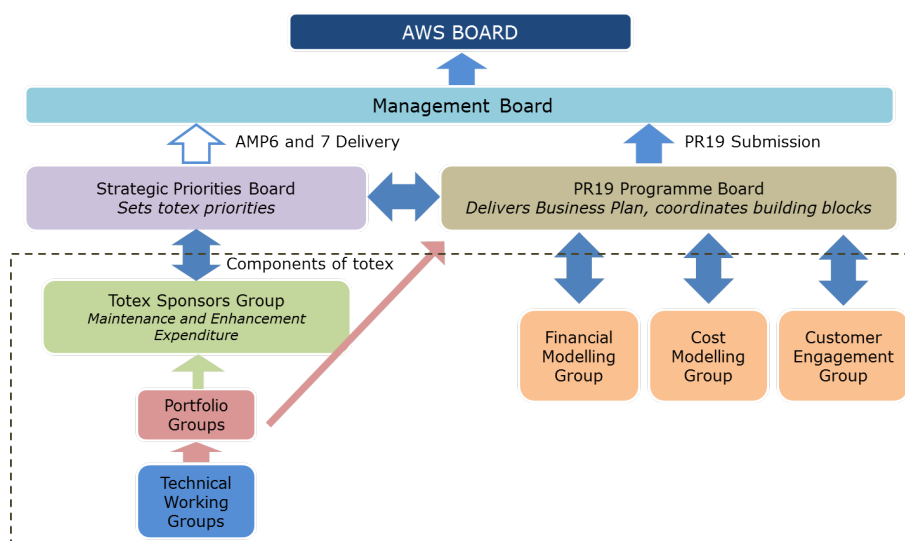 AWS BOARD
Management Board
AMP6 and 7 Delivery
PR19 Submission
Strategic Priorities Board
Sets totex priorities
PR19 Programme Board
Delivers Business Plan, coordinates building blocks
Components of totex
Totex Sponsors Group
Maintenance and Enhancement
Expenditure
Financial
Modelling
Group
Cost
Modelling
Group
Customer
Engagement
Group
Portfolio
Groups
Technical
Working
Groups